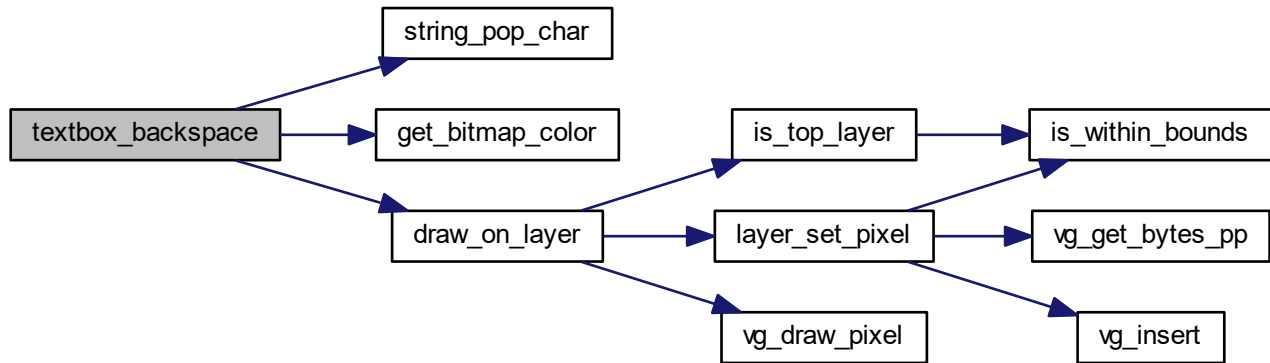 string_pop_char
textbox_backspace
get_bitmap_color
is_top_layer
is_within_bounds
draw_on_layer
layer_set_pixel
vg_get_bytes_pp
vg_draw_pixel
vg_insert